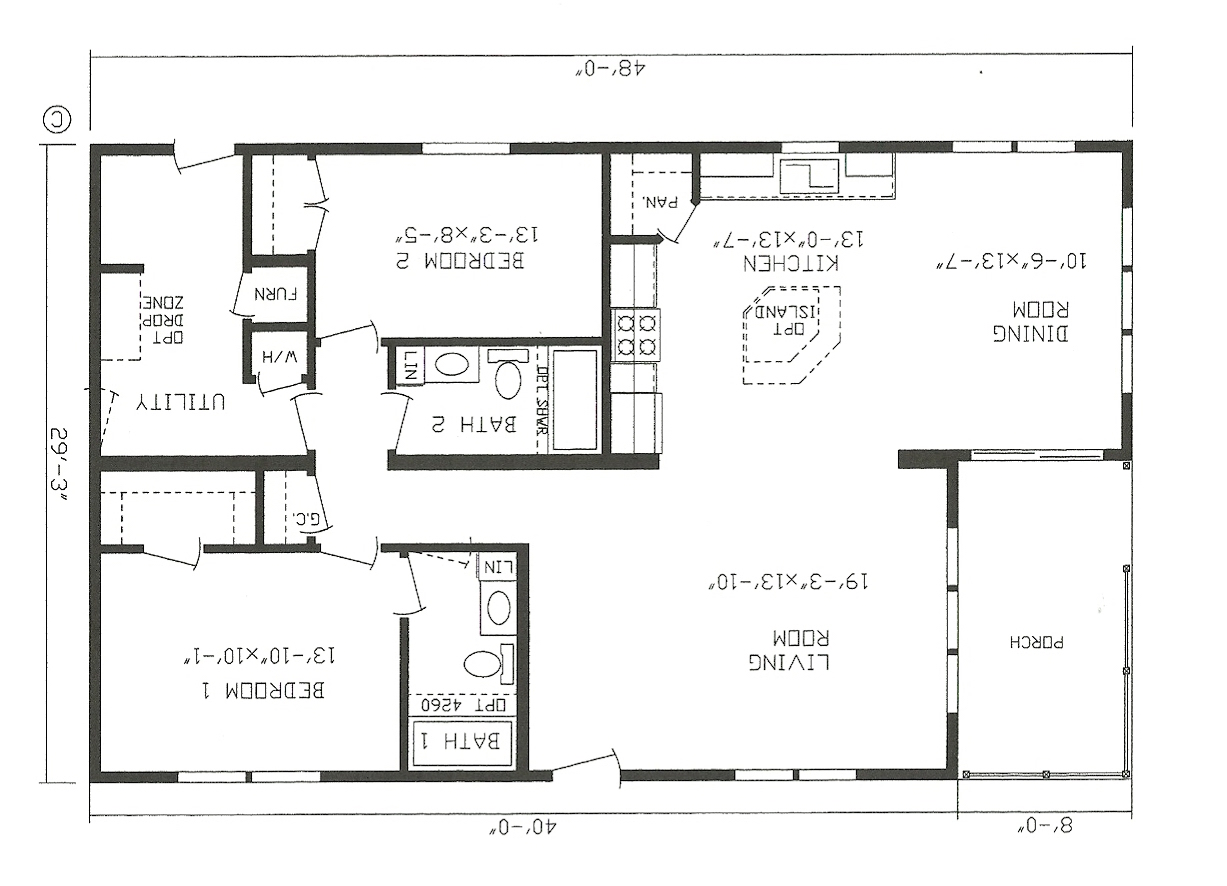 8'-0"
40'-0"
PORCH
LIVING
ROOM
19'-3"x13'-10"
BATH 1
OPT 4260
LIN
BEDROOM 1
13'-10"x10'-1"
G.C.
29'-3"
DINING
ROOM
10'-6"x13'-7"
OPT
ISLAND
KITCHEN
13'-0"x13'-7"
PAN.
BATH 2
OPT SHWR
LIN
BEDROOM 2
13'-3"x8'-5"
UTILITY
W/H
FURN
OPT
DROP
ZONE
C
48'-0"